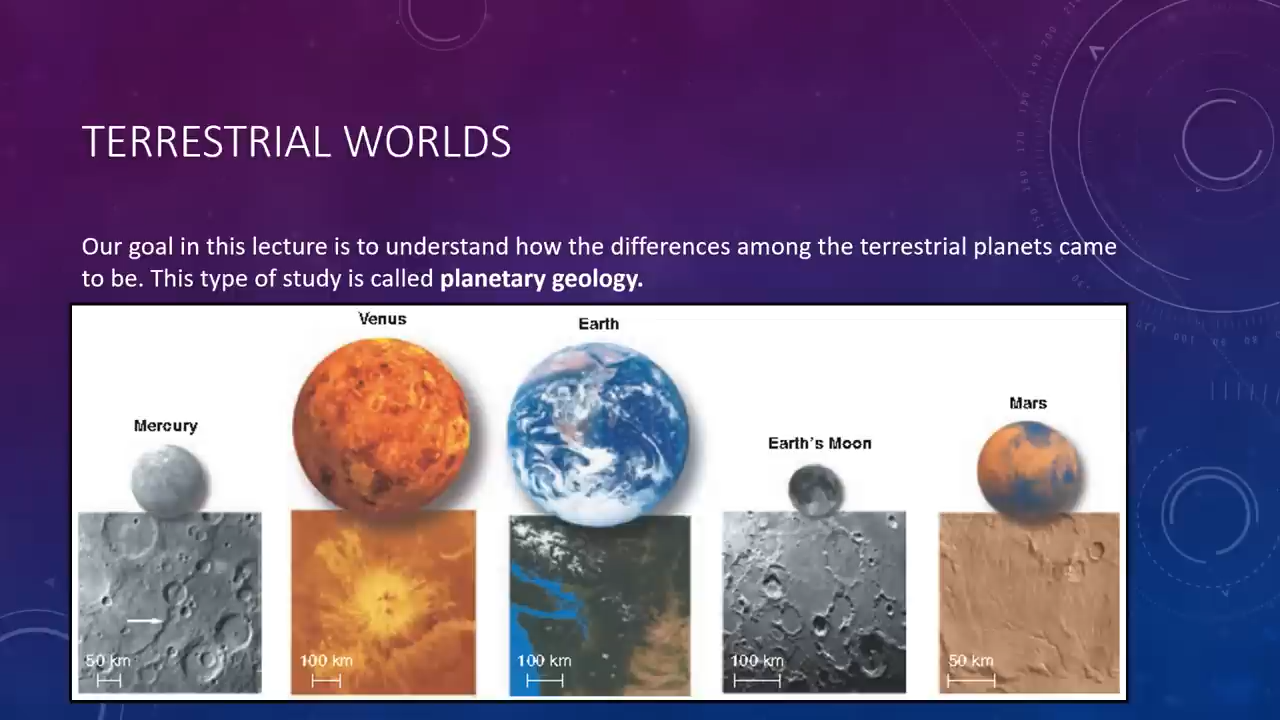 TERRESTRIAL WORLDS
Our goal in this lecture is to understand how the differences among the terrestrial planets came
to be. This type of study is called planetary geology.
Venus
Earth
Mars
Mercury
Earth's Moon
50 km
100 km
100 km
100 km
50 km